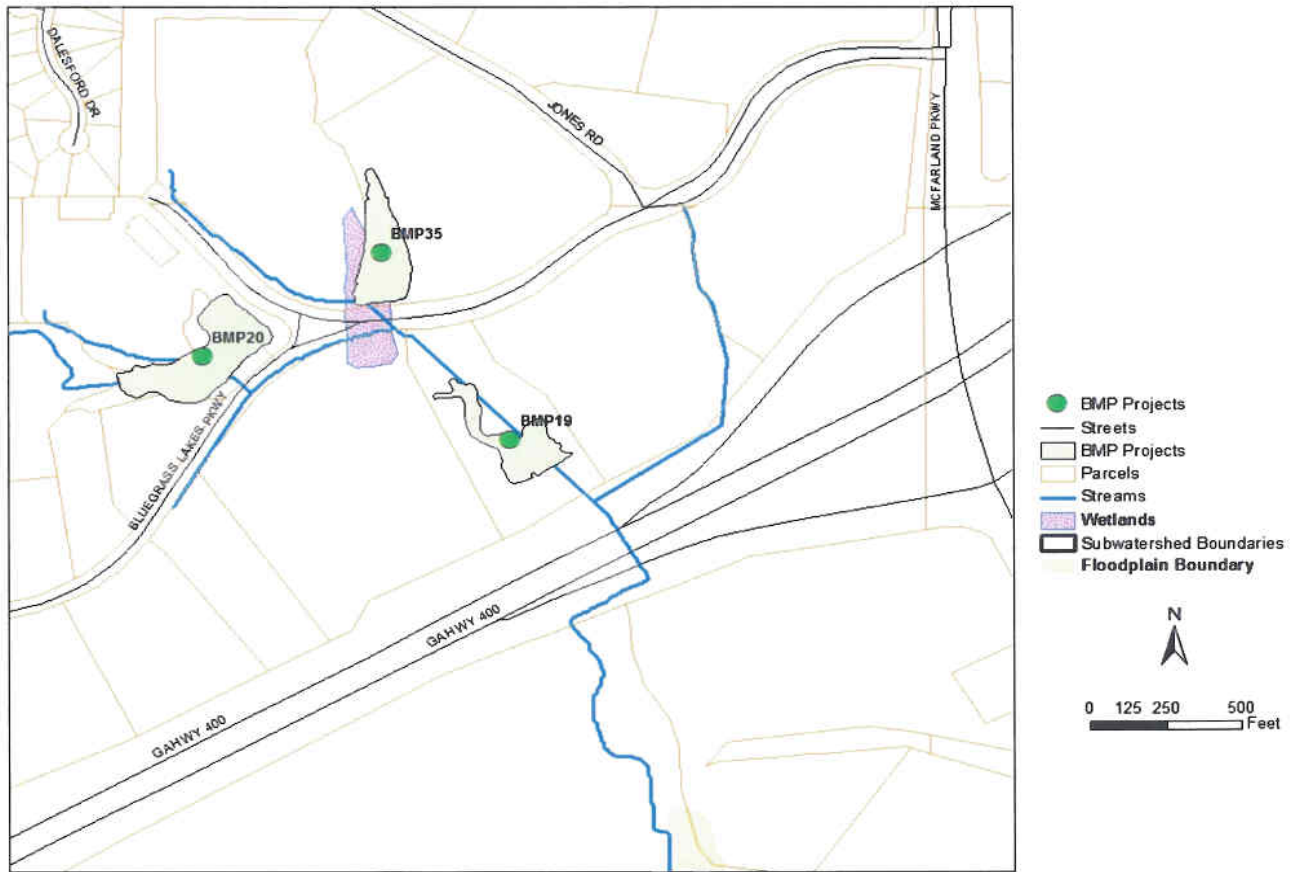 DALESFORD DR
JONES RD
MCFARLAND PKWY
BMP35
BMP20
BMP19
BLUEGRASS LAKES PKWY
GAHWY 400
GAHWY 400
BMP Projects
Streets
BMP Projects
Parcels
Streams
Wetlands
Subwatershed Boundaries
Floodplain Boundary
N
0 125 250 500
Feet